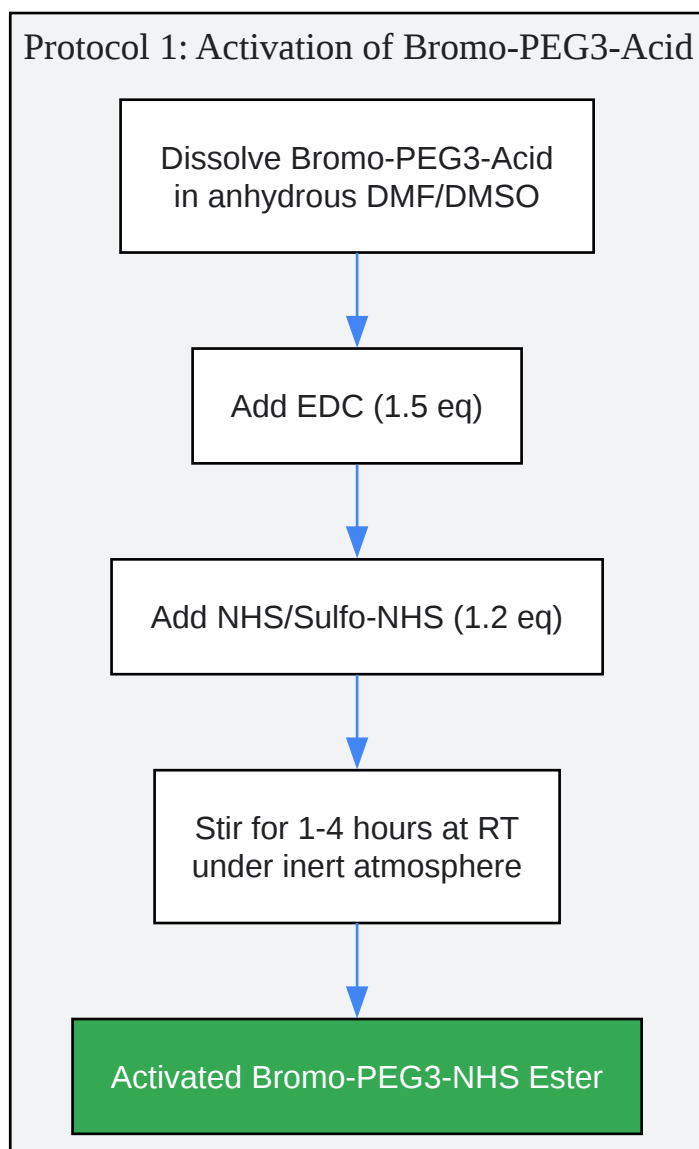 Protocol 1: Activation of Bromo-PEG3-Acid
Dissolve Bromo-PEG3-Acid
in anhydrous DMF/DMSO
Add EDC (1.5 eq)
Add NHS/Sulfo-NHS (1.2 eq)
Stir for 1-4 hours at RT
under inert atmosphere
Activated Bromo-PEG3-NHS Ester